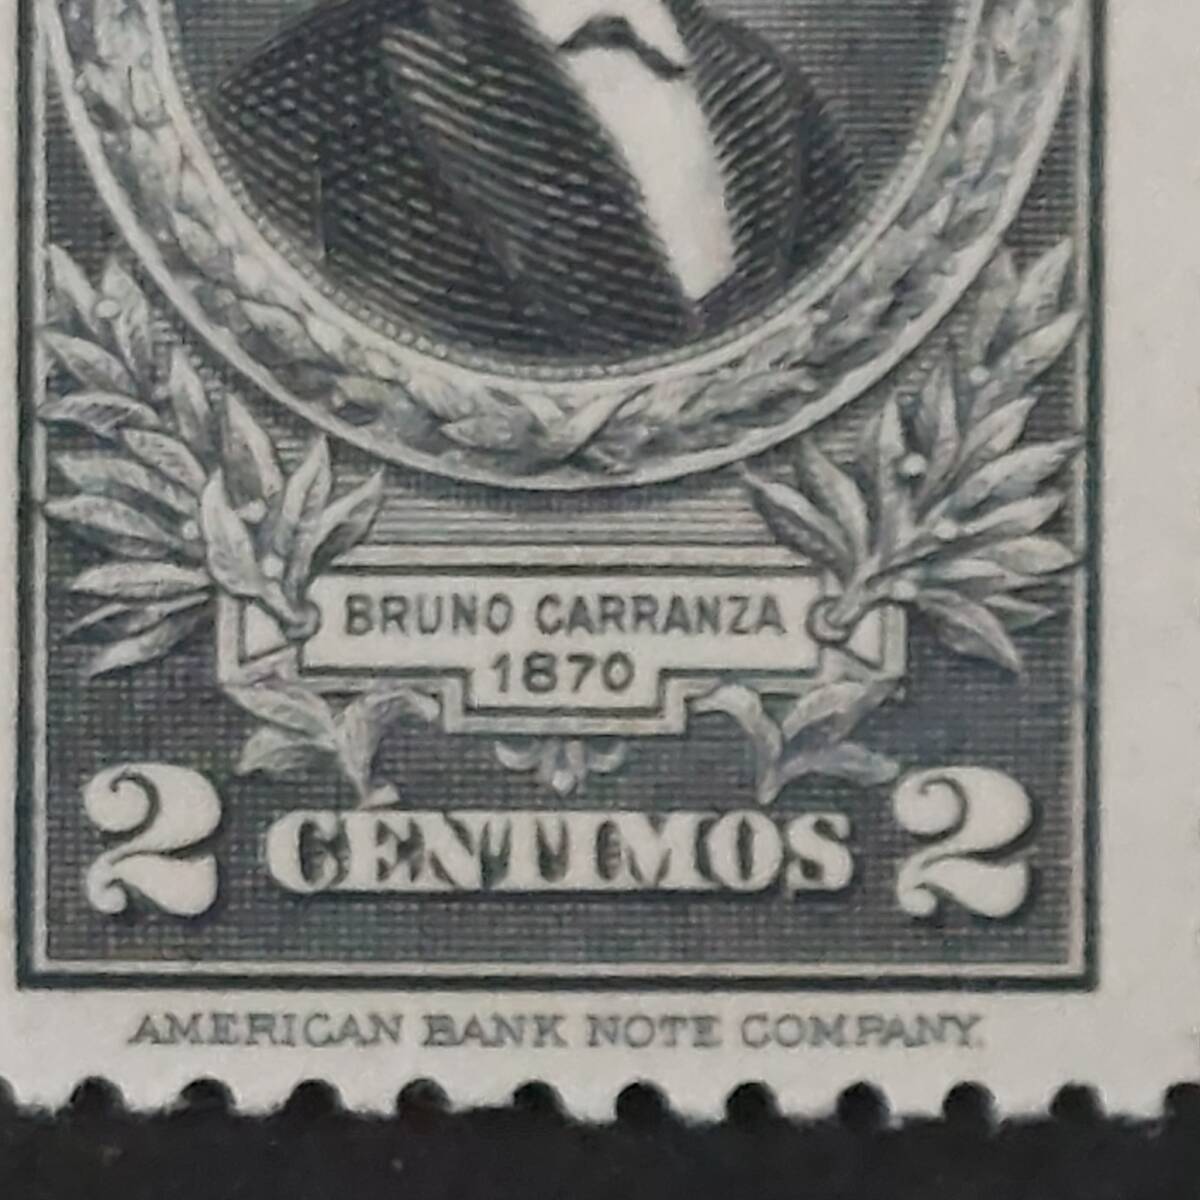 BRUNO CARRANZA
1870
2 CENTIMOS 2
AMERICAN BANK NOTE COMPANY.